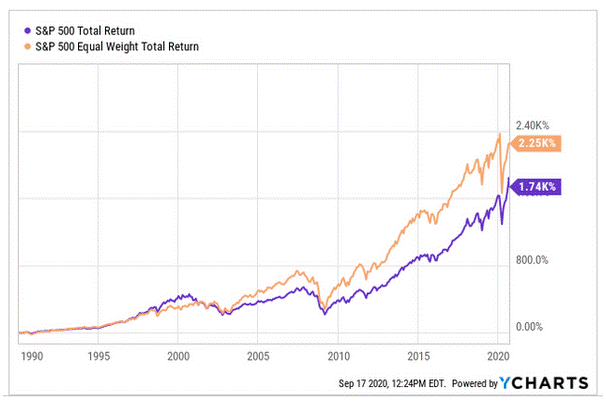 S&P 500 Total Return
S&P 500 Equal Weight Total Return
2.40K%
2.25K%
1.74K%
800.0%
0.00%
1990 1995 2000 2005 2010 2015 2020
Sep 17 2020, 12:24PM EDT. Powered by YCHARTS